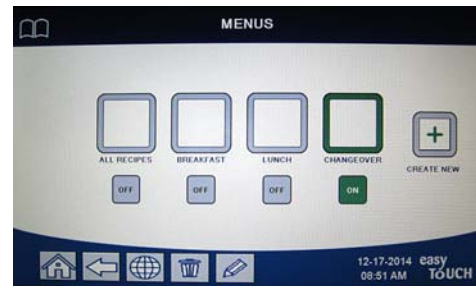 MENUS
ALL RECIPES BREAKFAST LUNCH CHANGEOVER CREATE NEW
OFF OFF OFF ON
12-17-2014 easy
08:51 AM TOUCH